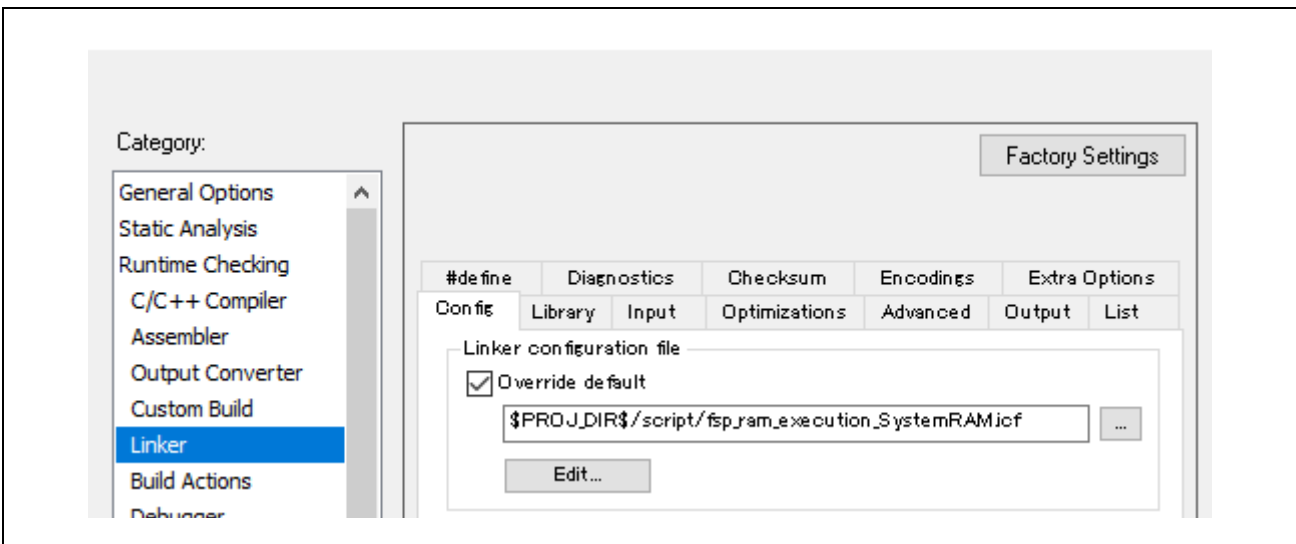 Category:
General Options
Static Analysis
Runtime Checking
C/C++ Compiler
Assembler
Output Converter
Custom Build
Linker
Build Actions
Debugger
Factory Settings
#define Diagnostics Checksum Encodings Extra Options
Config Library Input Optimizations Advanced Output List
Linker configuration file
Override default
$PROJ_DIR$/script/fsp_ram_execution_SystemRAM.icf
...
Edit...